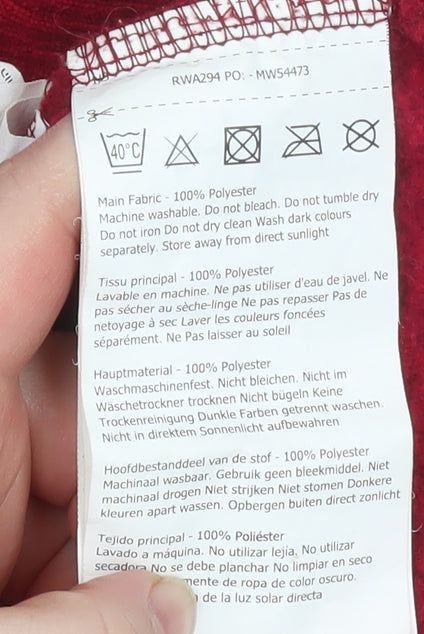 RWA294 PO: - MW54473
40°C
Main Fabric - 100% Polyester
Machine washable. Do not bleach. Do not tumble dry
Do not iron Do not dry clean Wash dark colours
separately. Store away from direct sunlight
Tissu principal - 100% Polyester
Lavable en machine. Ne pas utiliser d'eau de javel. Ne
pas sécher au sèche-linge Ne pas repasser Pas de
netoyage à sec Laver les couleurs foncées
séparément. Ne Pas laisser au soleil
Hauptmaterial - 100% Polyester
Waschmaschinenfest. Nicht bleichen. Nicht im
Wäschetrockner trocknen Nicht bügeln Keine
Trockenreinigung Dunkle Farben getrennt waschen.
Nicht in direktem Sonnenlicht aufbewahren
Hoofdbestanddeel van de stof - 100% Polyester
Machinaal wasbaar. Gebruik geen bleekmiddel. Niet
machinaal drogen Niet strijken Niet stomen Donkere
kleuren apart wassen. Opbergen buiten direct zonlicht
Tejido principal - 100% Poliéster
Lavado a máquina. No utilizar lejía, No utilizar
secadora No se debe planchar No limpiar en seco
de ropa de color oscuro.
de la luz solar directa